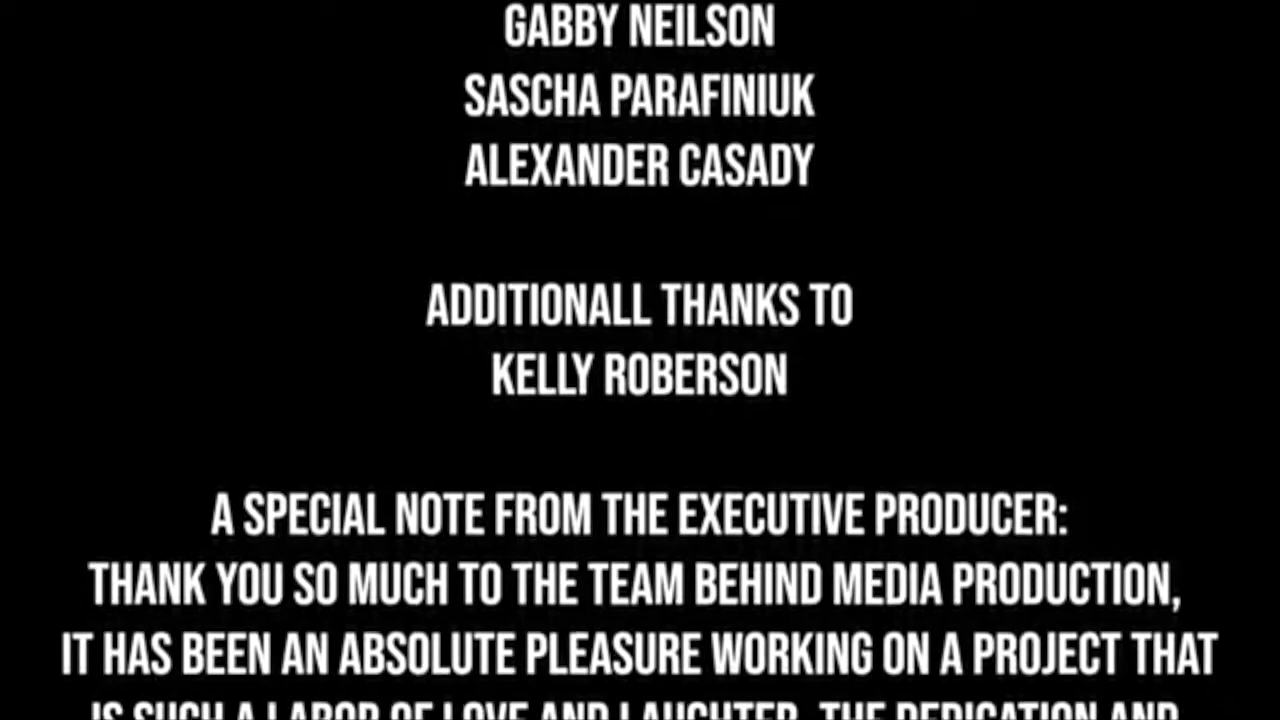 GABBY NEILSON
SASCHA PARAFINIUK
ALEXANDER CASADY
ADDITIONALL THANKS TO
KELLY ROBERSON
A SPECIAL NOTE FROM THE EXECUTIVE PRODUCER:
THANK YOU SO MUCH TO THE TEAM BEHIND MEDIA PRODUCTION,
IT HAS BEEN AN ABSOLUTE PLEASURE WORKING ON A PROJECT THAT
IS SUCH A LABOR OF LOVE AND LAUGHTER. THE DEDICATION AND